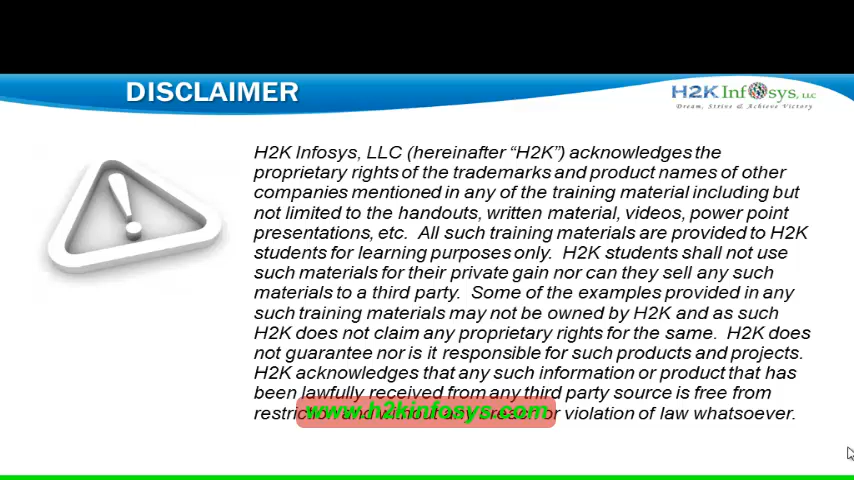 DISCLAIMER
H2K Infosys, LLC
Dream, Strive & Achieve Victory
H2K Infosys, LLC (hereinafter “H2K”) acknowledges the
proprietary rights of the trademarks and product names of other
companies mentioned in any of the training material including but
not limited to the handouts, written material, videos, power point
presentations, etc. All such training materials are provided to H2K
students for learning purposes only. H2K students shall not use
such materials for their private gain nor can they sell any such
materials to a third party. Some of the examples provided in any
such training materials may not be owned by H2K and as such
H2K does not claim any proprietary rights for the same. H2K does
not guarantee nor is it responsible for such products and projects.
H2K acknowledges that any such information or product that has
been lawfully received from any third party source is free from
restriction and without any breach or violation of law whatsoever.
www.h2kinfosys.com